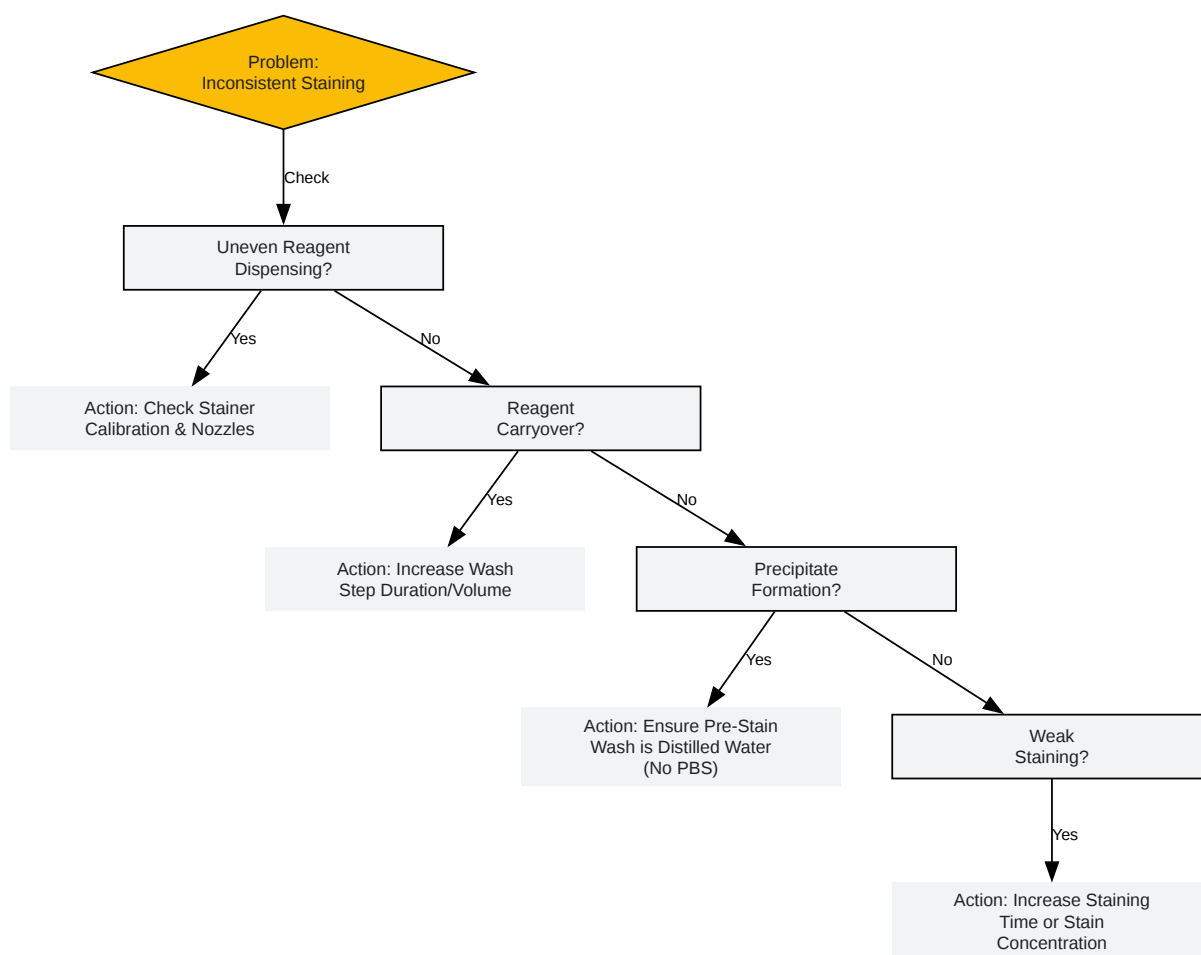 Problem:
Inconsistent Staining
Check
Uneven Reagent
Dispensing?
Yes
No
Action: Check Stainer
Calibration & Nozzles
Reagent
Carryover?
Yes
No
Action: Increase Wash
Step Duration/Volume
Precipitate
Formation?
Yes
No
Action: Ensure Pre-Stain
Wash is Distilled Water
(No PBS)
Weak
Staining?
Yes
Action: Increase Staining
Time or Stain
Concentration